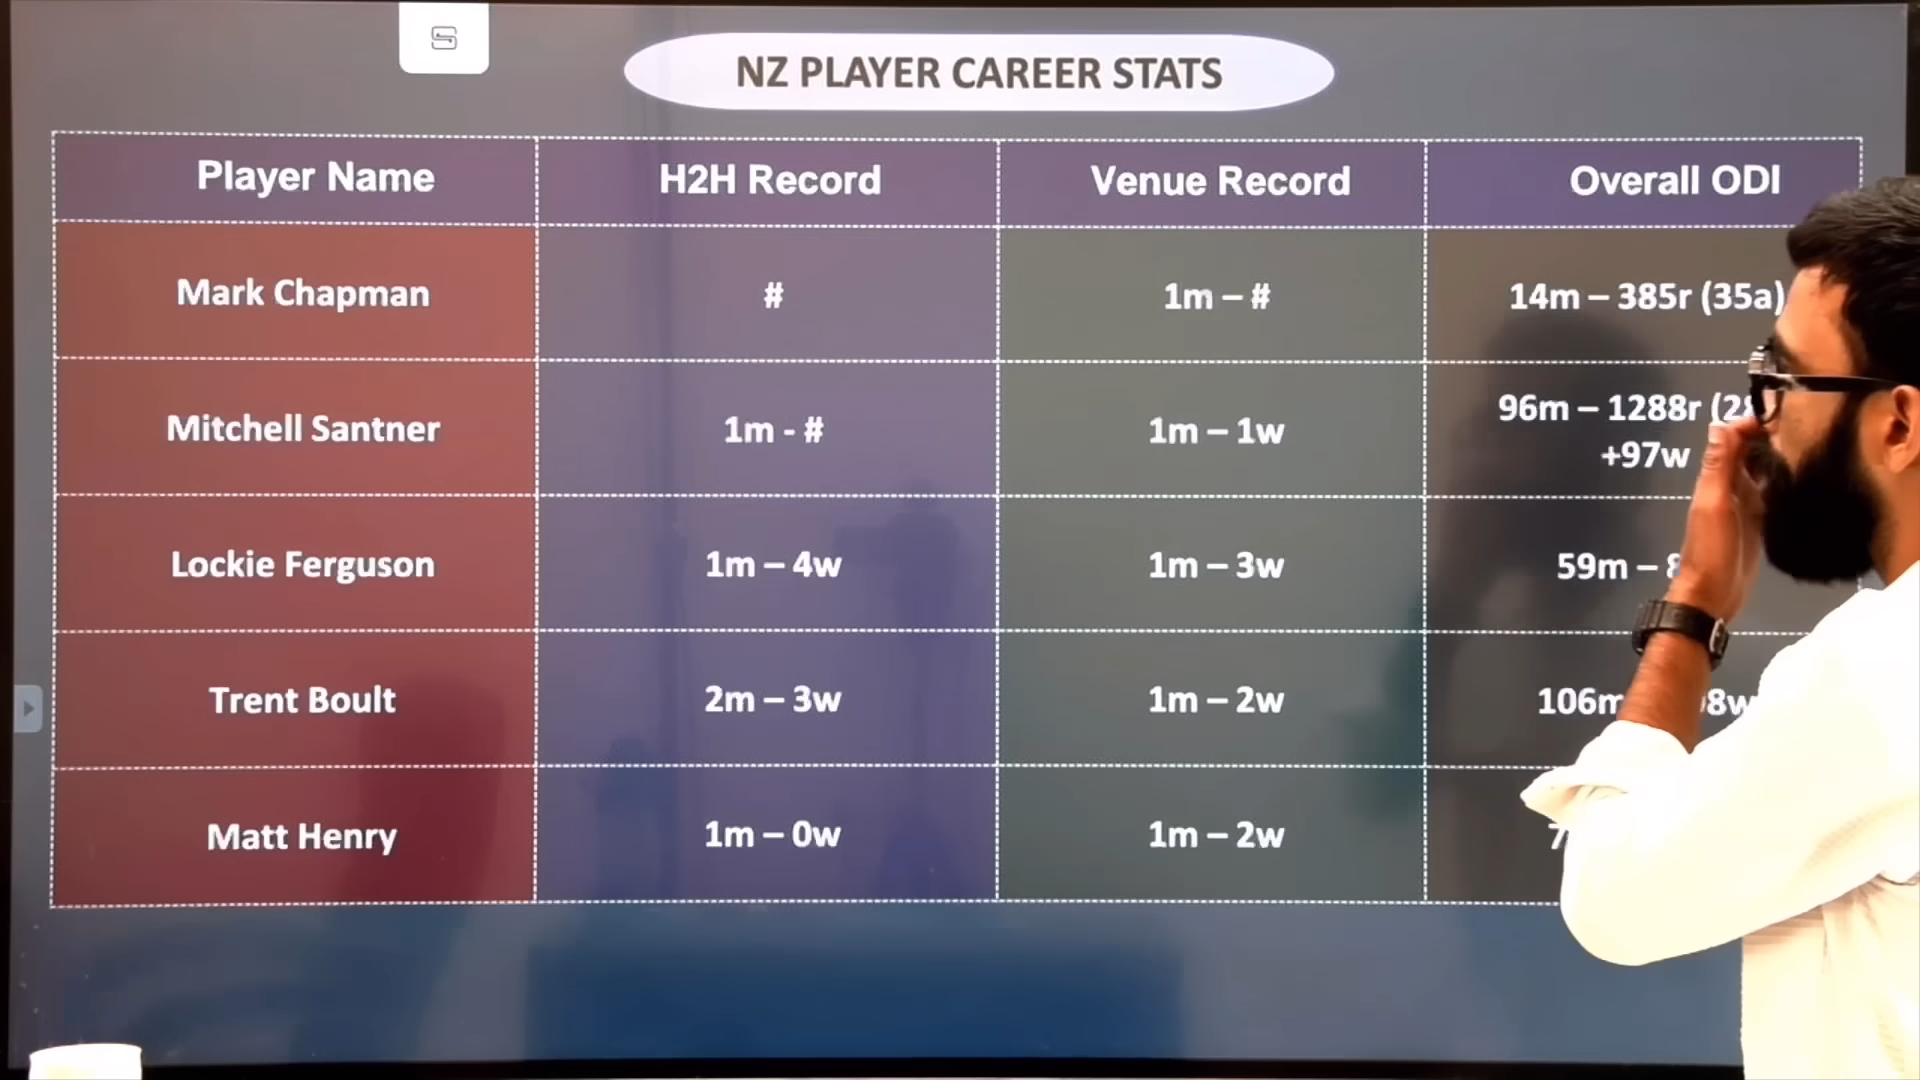 NZ PLAYER CAREER STATS
Player Name H2H Record Venue Record Overall ODI
Mark Chapman # 1m – # 14m – 385r (35a)
Mitchell Santner 1m - # 1m – 1w 96m – 1288r
+97w
Lockie Ferguson 1m – 4w 1m – 3w 59m –
Trent Boult 2m – 3w 1m – 2w 106m
Matt Henry 1m – 0w 1m – 2w